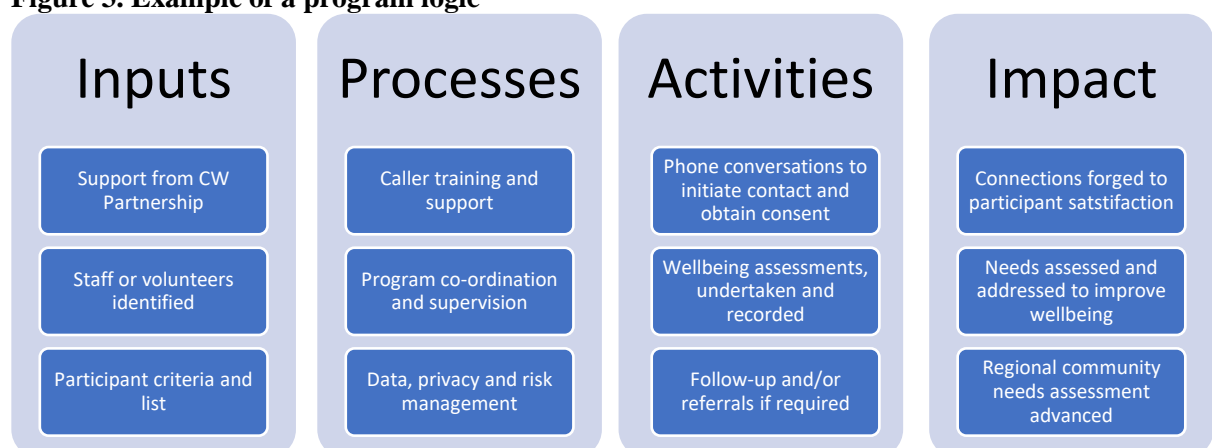 Figure Example of a program logic
Inputs
Support from CW
Partnership
Staff or volunteers
identified
Participant criteria and
list
Processes
Caller training and
support
Program co-ordination
and supervision
Data, privacy and risk
management
Activities
Phone conversations to
initiate contact and
obtain consent
Wellbeing assessments,
undertaken and
recorded
Follow-up and/or
referrals if required
Impact
Connections forged to
participant satstifaction
Needs assessed and
addressed to improve
wellbeing
Regional community
needs assessment
advanced